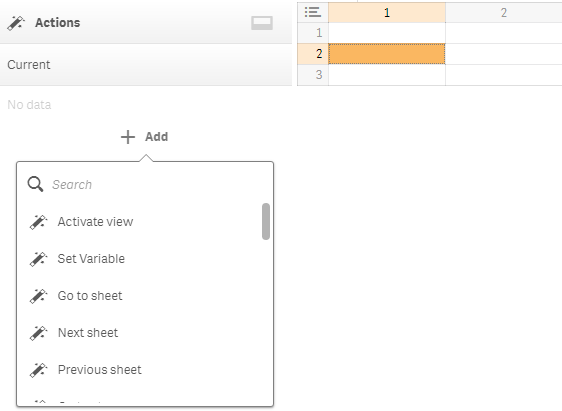 Actions
Current
No data
Add
Search
Activate view
Set Variable
Go to sheet
Next sheet
Previous sheet
1 2
1
2
3